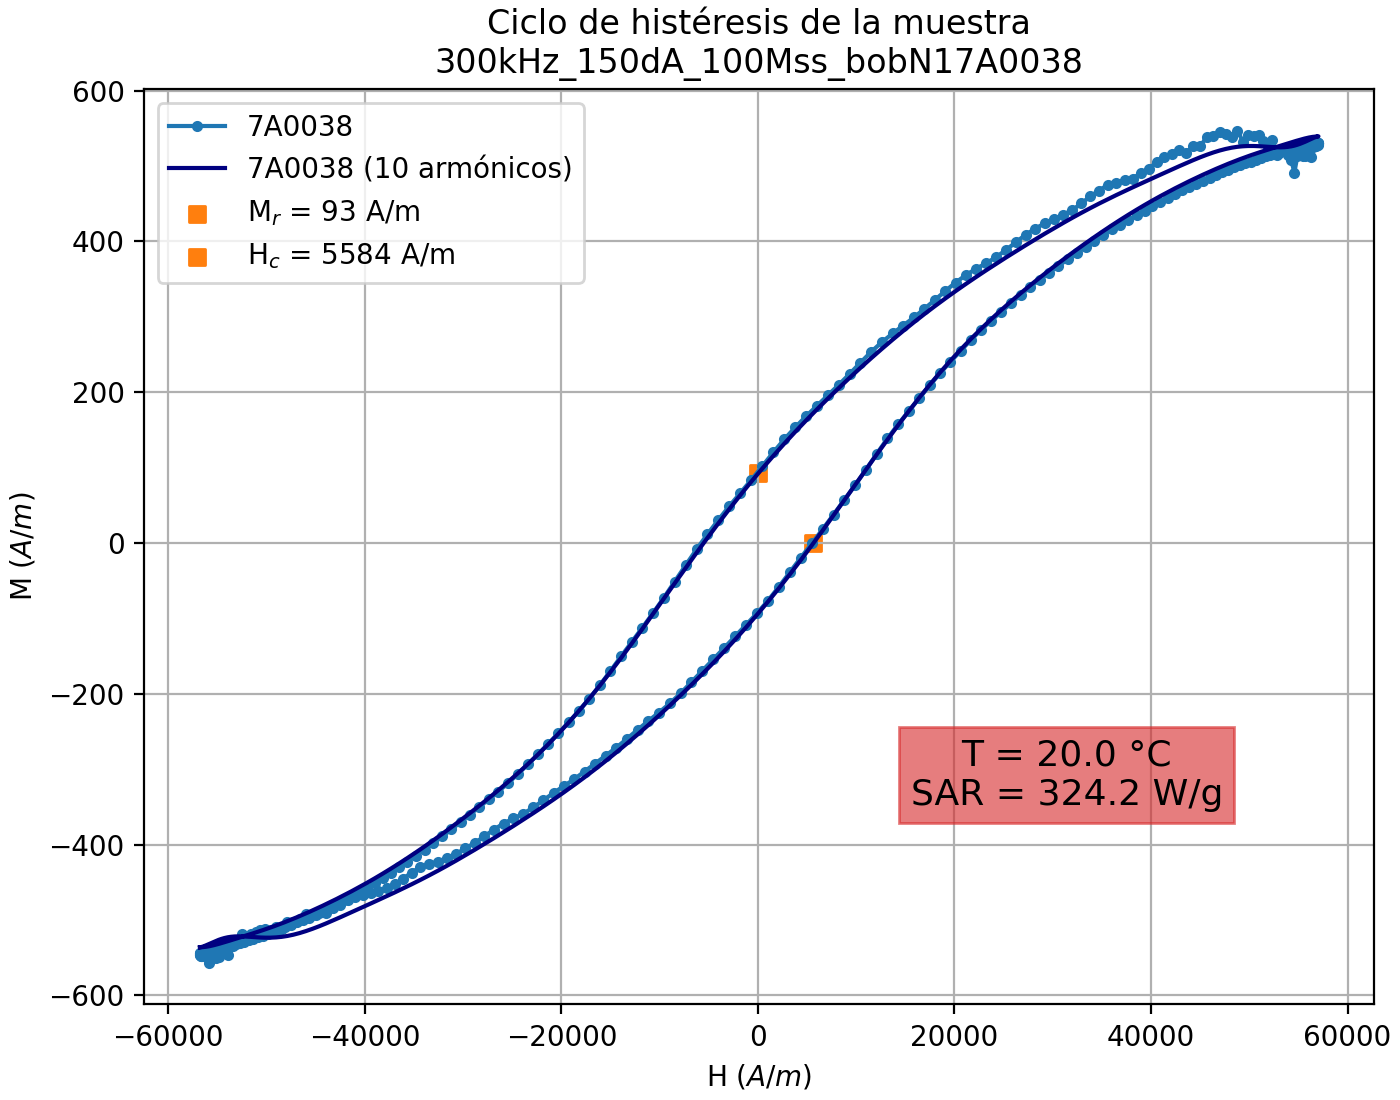 Ciclo de histéresis de la muestra
300kHz_150dA_100Mss_bobN17A0038
7A0038
7A0038 (10 armónicos)
Mᵣ = 93 A/m
H_c = 5584 A/m
600
400
200
0
−200
−400
−600
M (A/m)
T = 20.0 °C
SAR = 324.2 W/g
−60000
−40000
−20000
0
20000
40000
60000
H (A/m)